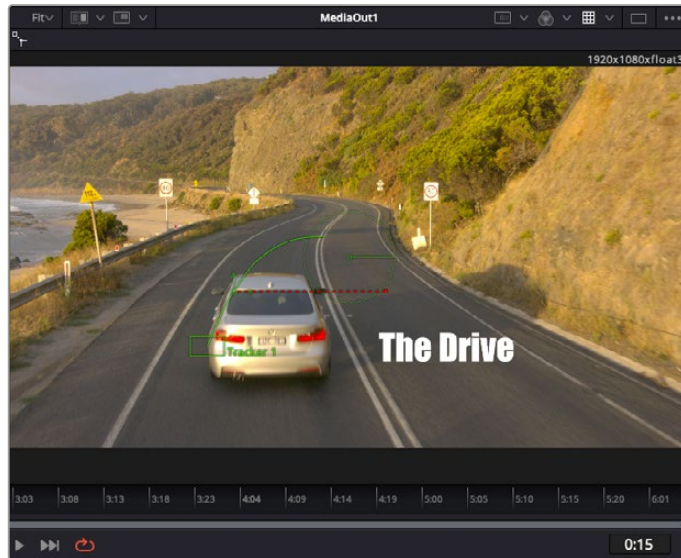 Fit MediaOut1
1920x1080xfloat3
Tracker 1
The Drive
3:03 3:08 3:13 3:18 3:23 4:04 4:09 4:14 4:19 5:00 5:05 5:10 5:15 5:20 6:01
0:15